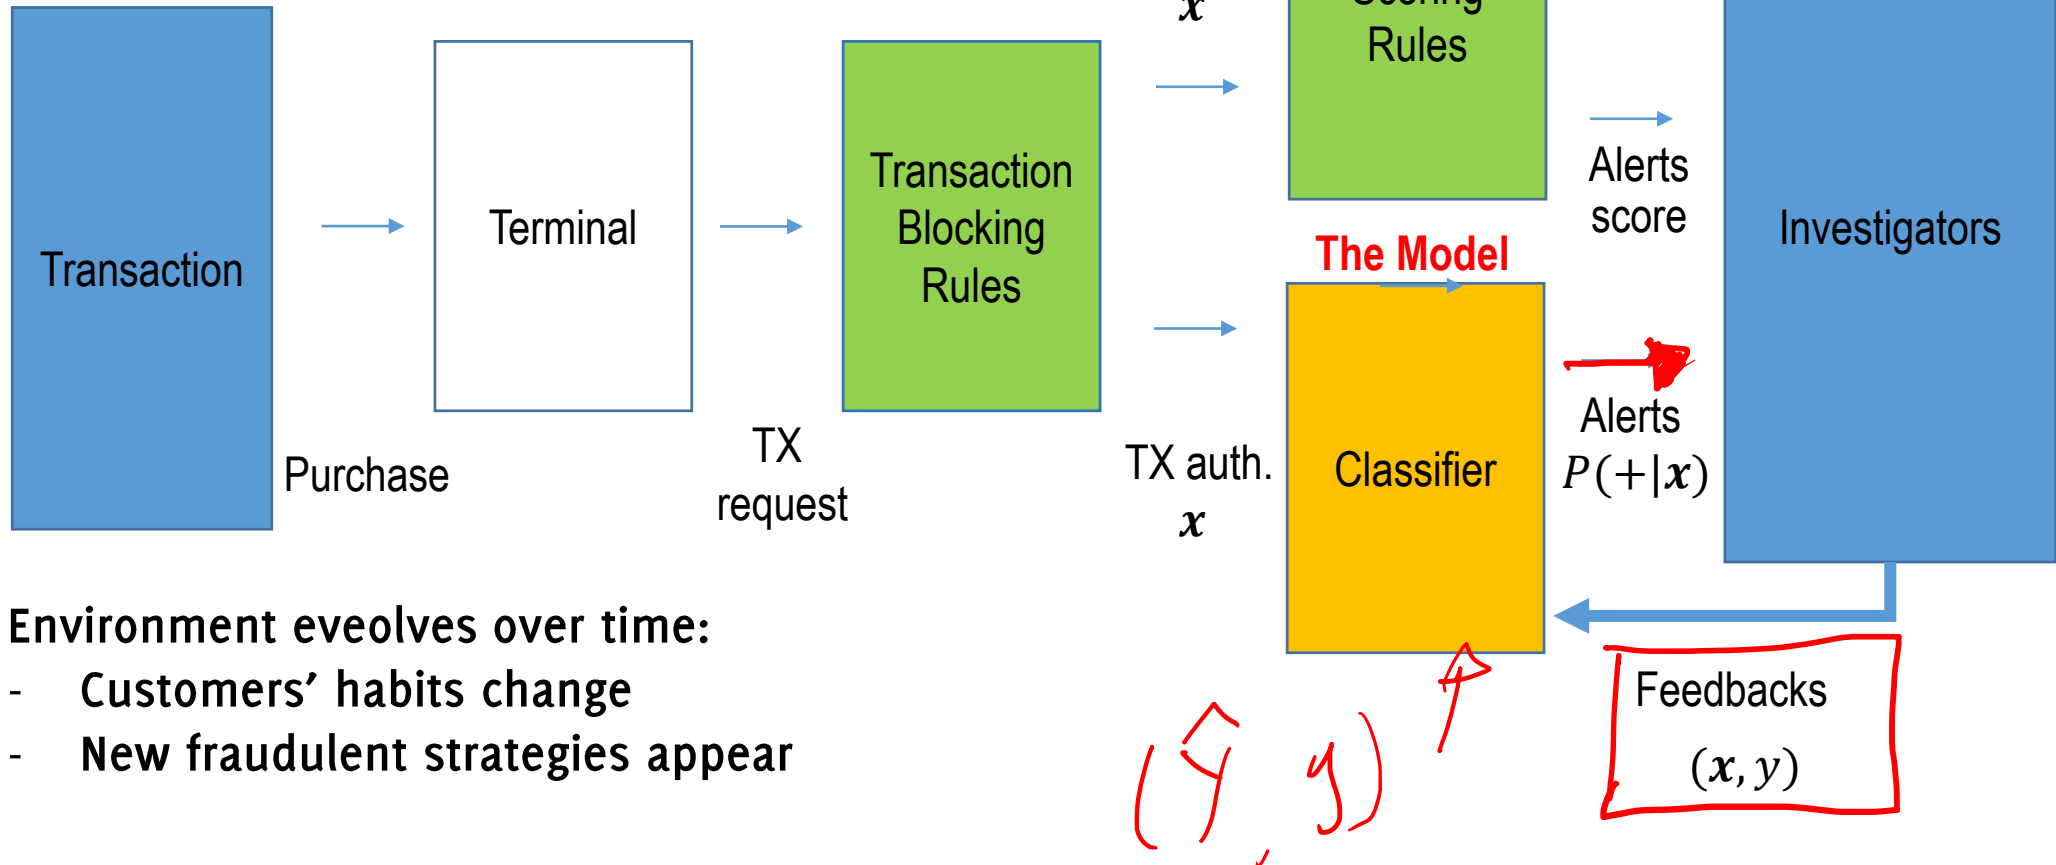 Transaction
Purchase
Terminal
TX
request
Transaction
Blocking
Rules
x
TX auth.
x
Rules
The Model
Classifier
Alerts
score
Alerts
P(+|x)
Investigators
Feedbacks
(x, y)
(ŷ, y)
Environment eveolves over time:
- Customers’ habits change
- New fraudulent strategies appear